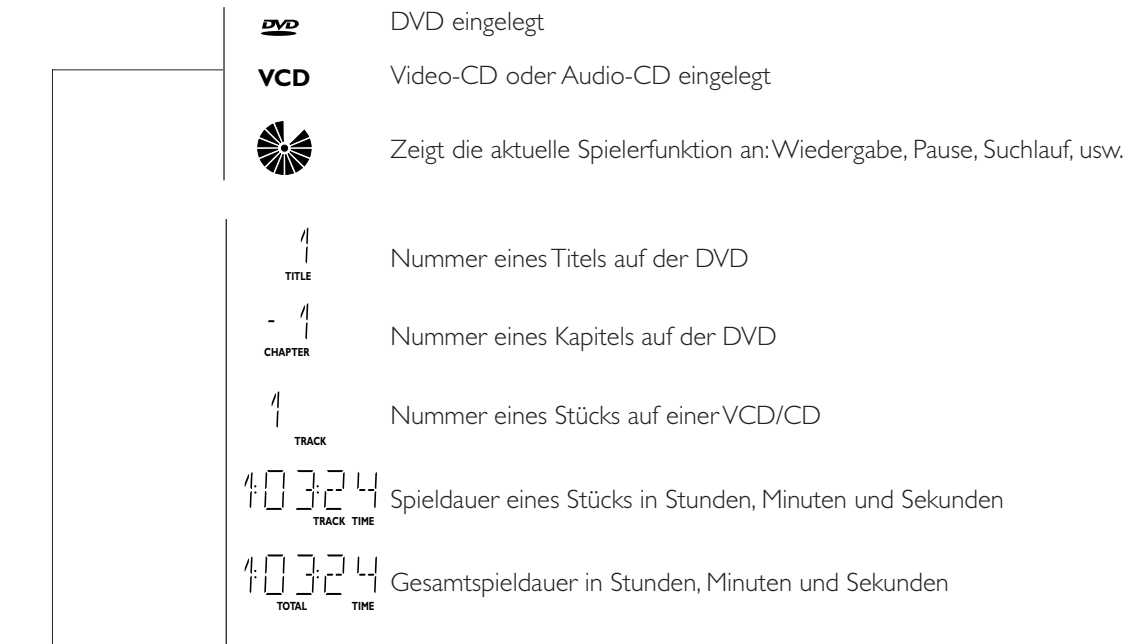 DVD DVD eingelegt
VCD Video-CD oder Audio-CD eingelegt
Zeigt die aktuelle Spielerfunktion an: Wiedergabe, Pause, Suchlauf, usw.
1
TITLE
Nummer eines Titels auf der DVD
- 1
CHAPTER
Nummer eines Kapitels auf der DVD
1
TRACK
Nummer eines Stücks auf einer VCD/CD
1:03:24 Spieldauer eines Stücks in Stunden, Minuten und Sekunden
TRACK TIME
1:03:24 Gesamtspieldauer in Stunden, Minuten und Sekunden
TOTAL TIME